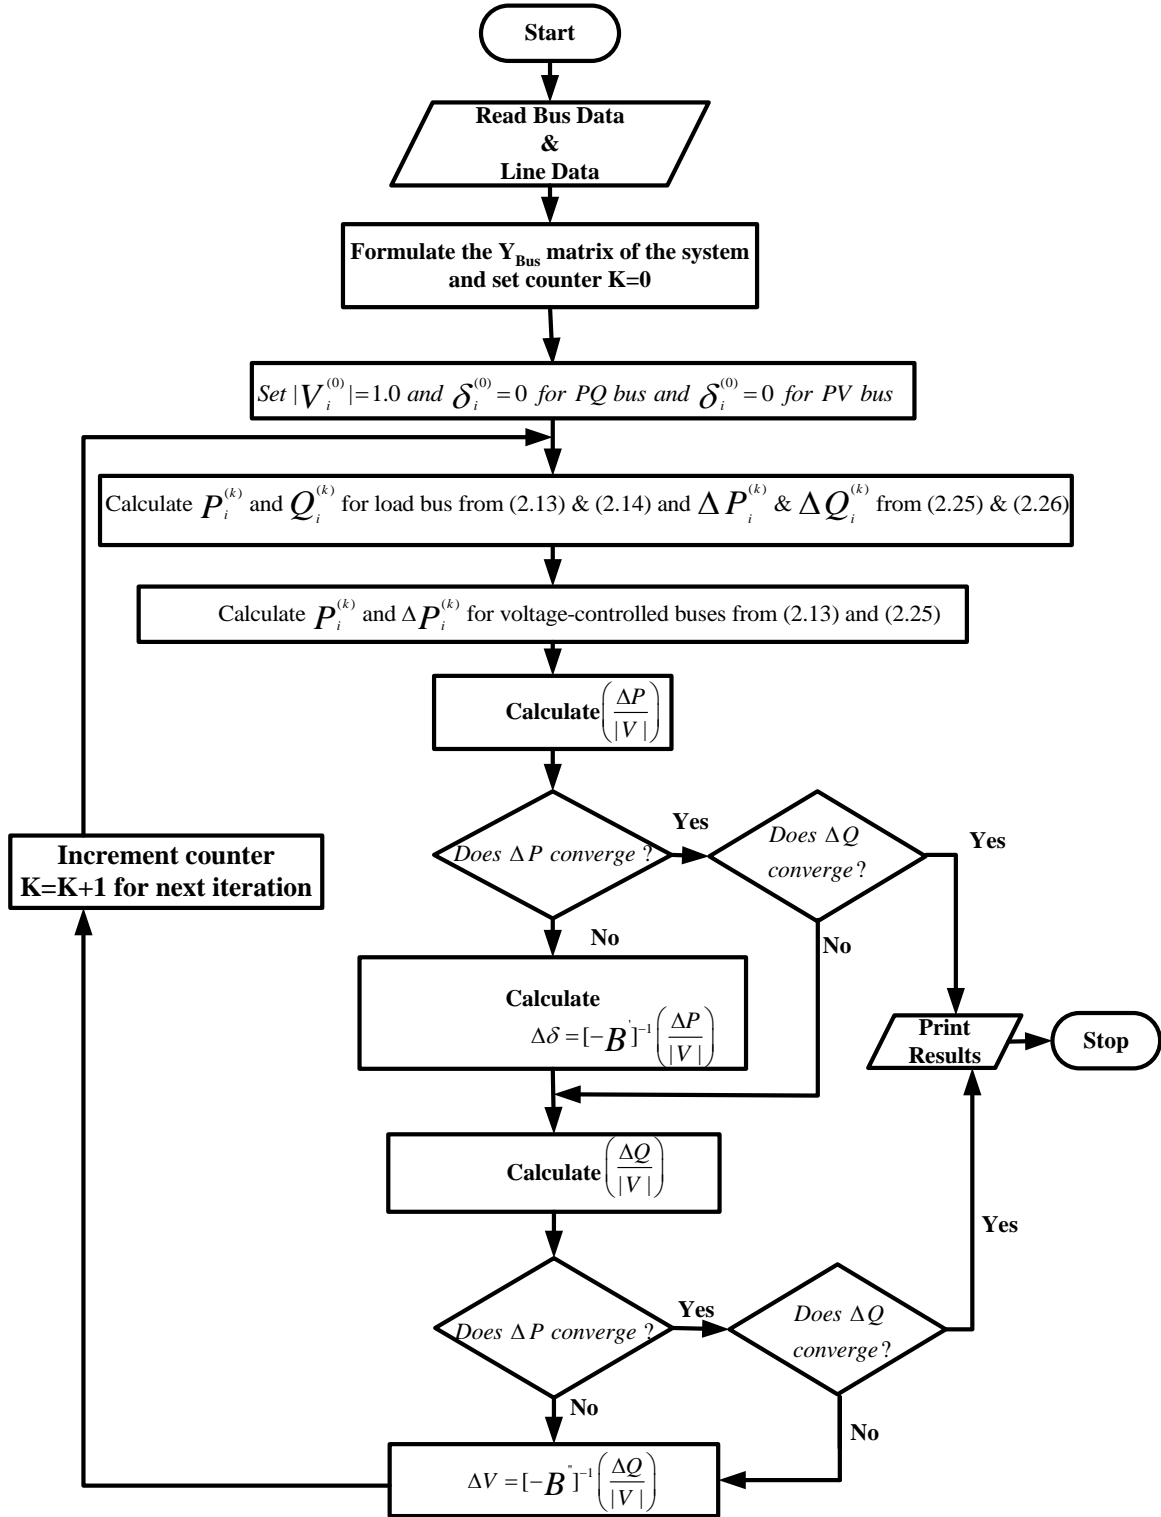 Start
Read Bus Data
&
Line Data
Formulate the Y_Bus matrix of the system
and set counter K=0
Set |V_i^(0)|=1.0 and δ_i^(0)=0 for PQ bus and δ_i^(0)=0 for PV bus
Calculate P_i^(k) and Q_i^(k) for load bus from (2.13) & (2.14) and ΔP_i^(k) & ΔQ_i^(k) from (2.25) & (2.26)
Calculate P_i^(k) and ΔP_i^(k) for voltage-controlled buses from (2.13) and (2.25)
Calculate (ΔP/|V|)
Does ΔP converge ?
Yes
Does ΔQ
converge ?
Yes
No
No
Increment counter
K=K+1 for next iteration
Calculate
Δδ = [−B']^-1 (ΔP/|V|)
Print
Results
Stop
Calculate (ΔQ/|V|)
Yes
Does ΔP converge ?
Yes
Does ΔQ
converge ?
No
No
ΔV = [−B"]^-1 (ΔQ/|V|)